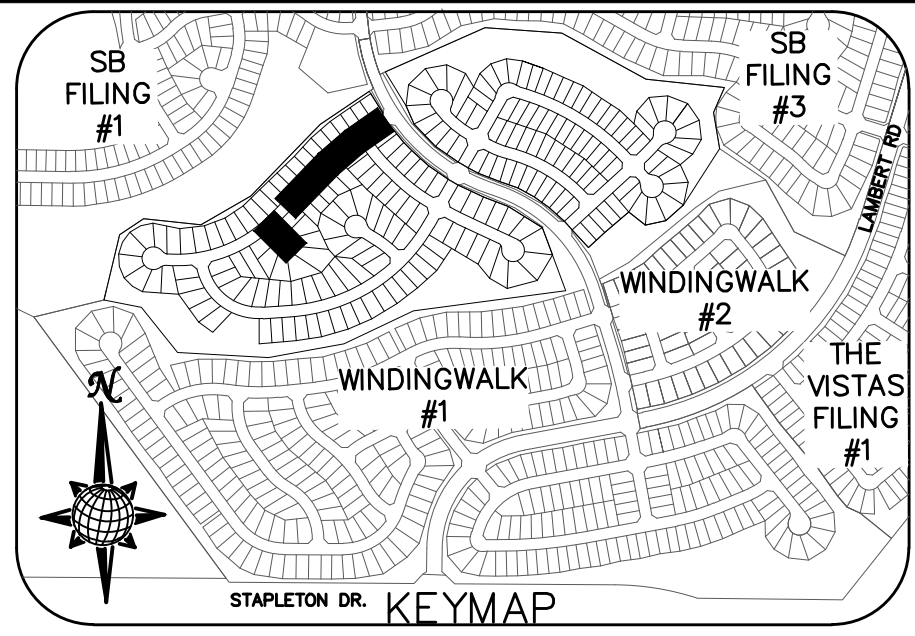 SB
FILING
#1
SB
FILING
#3
LAMBERT RD
WINDINGWALK
#2
THE
VISTAS
FILING
#1
WINDINGWALK
#1
N
STAPLETON DR.
KEYMAP